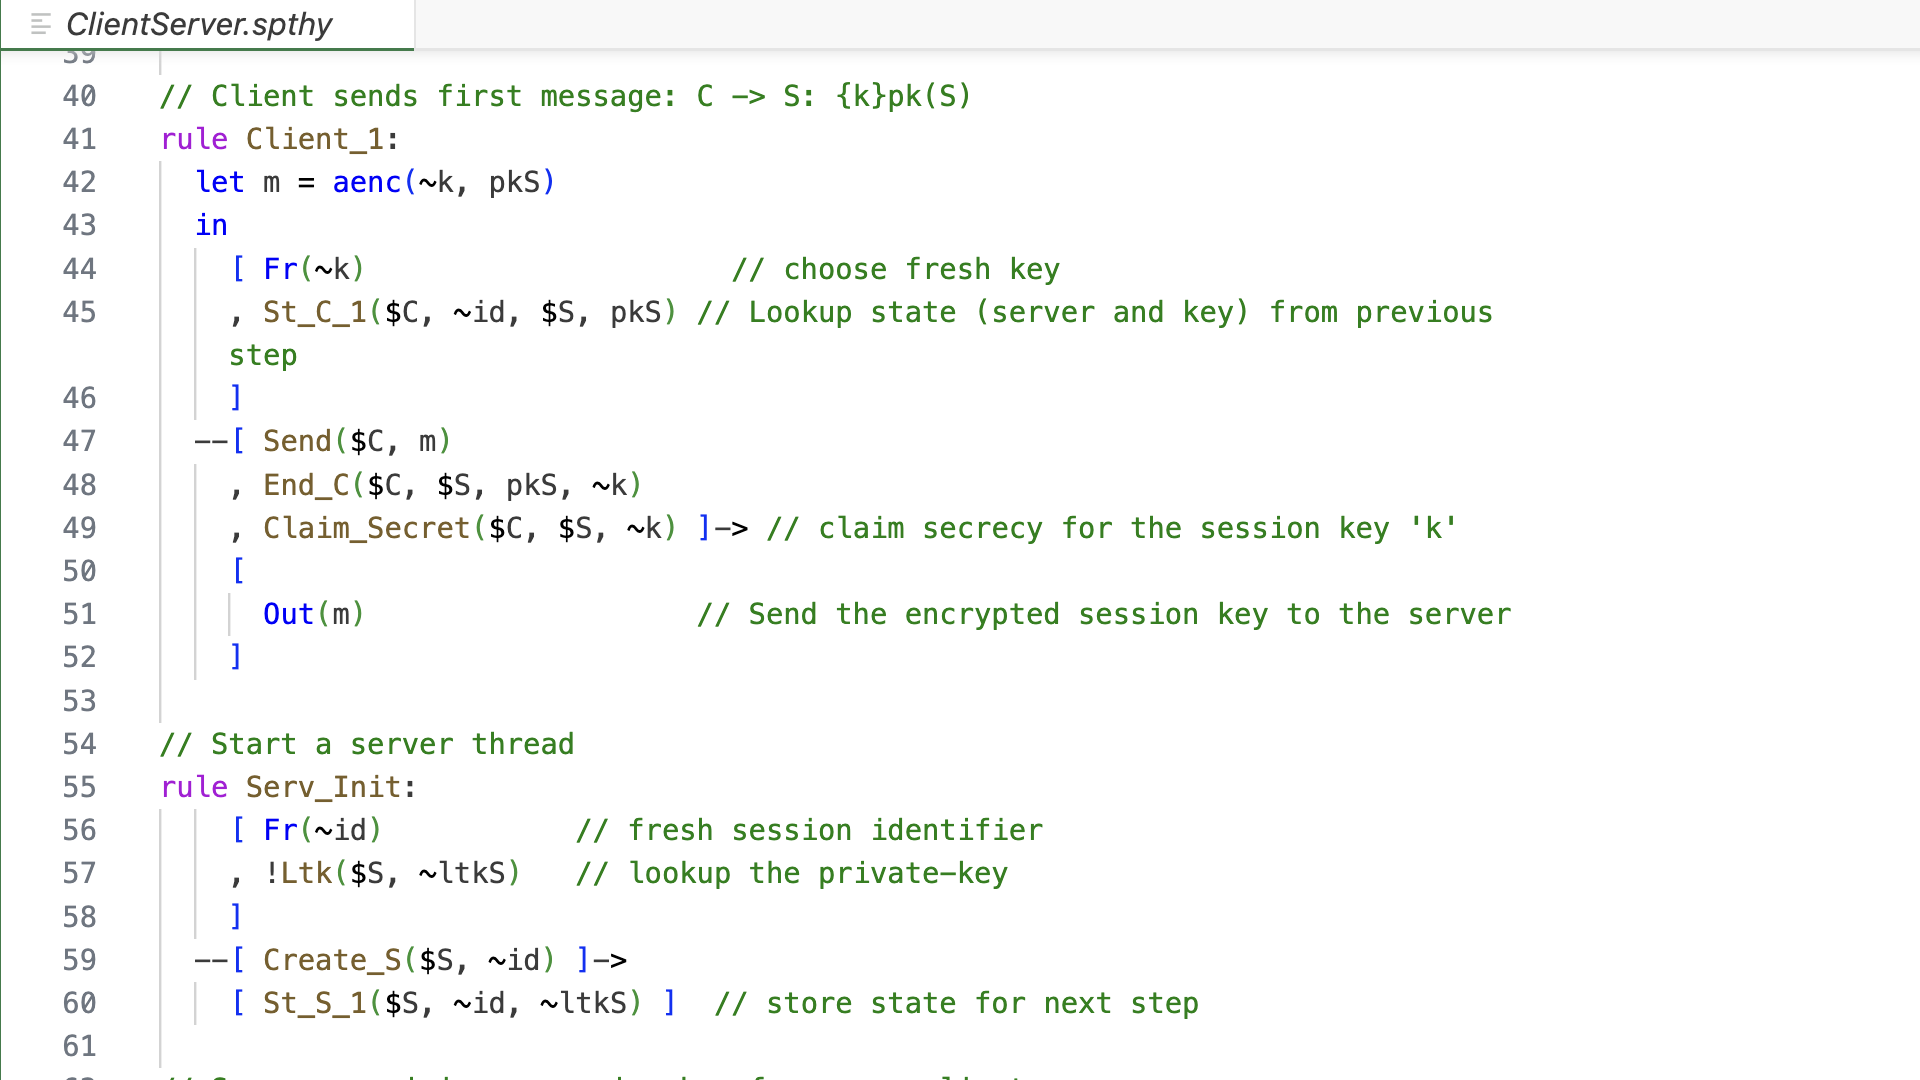 ClientServer.spthy
39
40 // Client sends first message: C -> S: {k}pk(S)
41 rule Client_1:
42 let m = aenc(~k, pkS)
43 in
44 [ Fr(~k) // choose fresh key
45 , St_C_1($C, ~id, $S, pkS) // Lookup state (server and key) from previous
step
46 ]
47 --[ Send($C, m)
48 , End_C($C, $S, pkS, ~k)
49 , Claim_Secret($C, $S, ~k) ]-> // claim secrecy for the session key 'k'
50 [
51 Out(m) // Send the encrypted session key to the server
52 ]
53
54 // Start a server thread
55 rule Serv_Init:
56 [ Fr(~id) // fresh session identifier
57 , !Ltk($S, ~ltkS) // lookup the private-key
58 ]
59 --[ Create_S($S, ~id) ]->
60 [ St_S_1($S, ~id, ~ltkS) ] // store state for next step
61